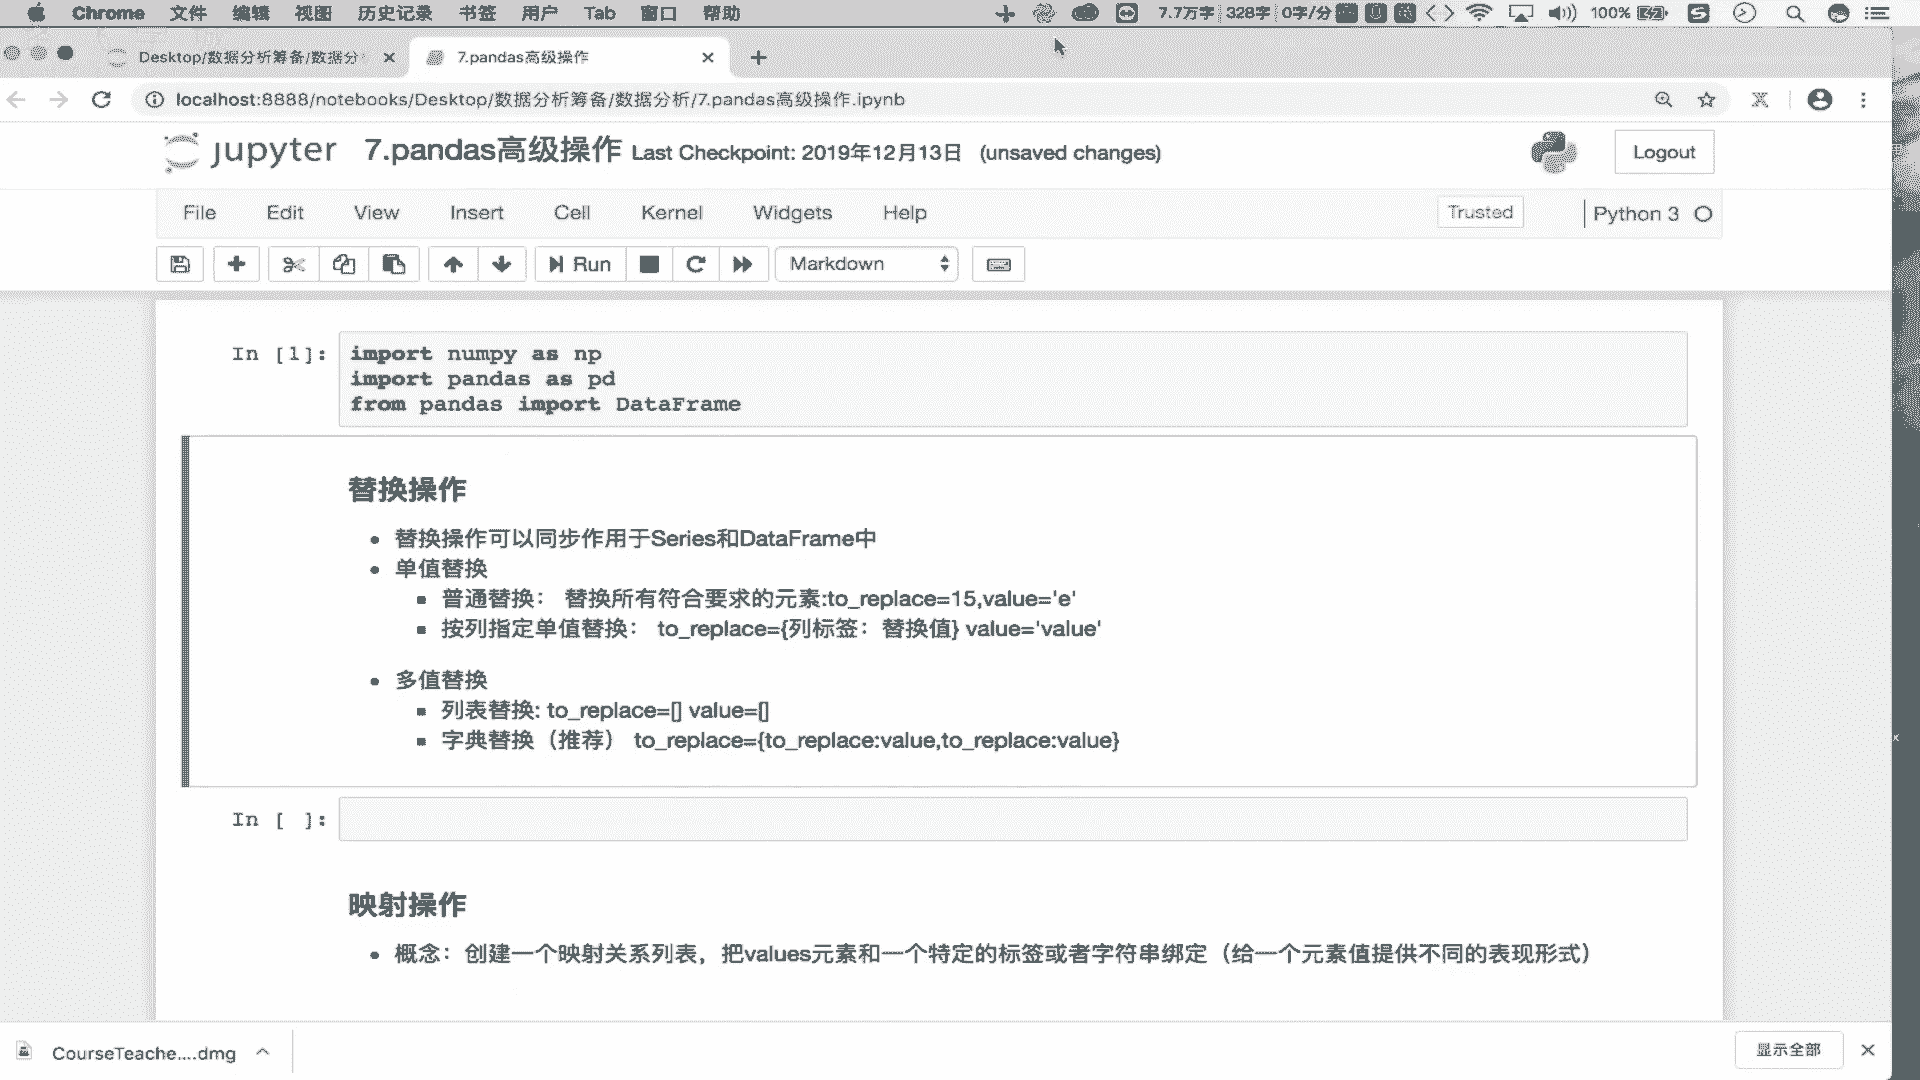 Chrome 文件 编辑 视图 历史记录 书签 用户 Tab 窗口 帮助 7.7万字 328字 0字/分 100%
Desktop/数据分析筹备/数据分 7.pandas高级操作
localhost:8888/notebooks/Desktop/数据分析筹备/数据分析/7.pandas高级操作.ipynb
jupyter 7.pandas高级操作 Last Checkpoint: 2019年12月13日 (unsaved changes) Logout
File Edit View Insert Cell Kernel Widgets Help Trusted Python 3
Run Markdown
In [1]: import numpy as np
import pandas as pd
from pandas import DataFrame
替换操作
替换操作可以同步作用于Series和DataFrame中
单值替换
普通替换： 替换所有符合要求的元素:to_replace=15,value='e'
按列指定单值替换： to_replace={列标签：替换值} value='value'
多值替换
列表替换: to_replace=[] value=[]
字典替换（推荐） to_replace={to_replace:value,to_replace:value}
In [ ]:
映射操作
概念：创建一个映射关系列表，把values元素和一个特定的标签或者字符串绑定（给一个元素值提供不同的表现形式）
CourseTeache....dmg 显示全部